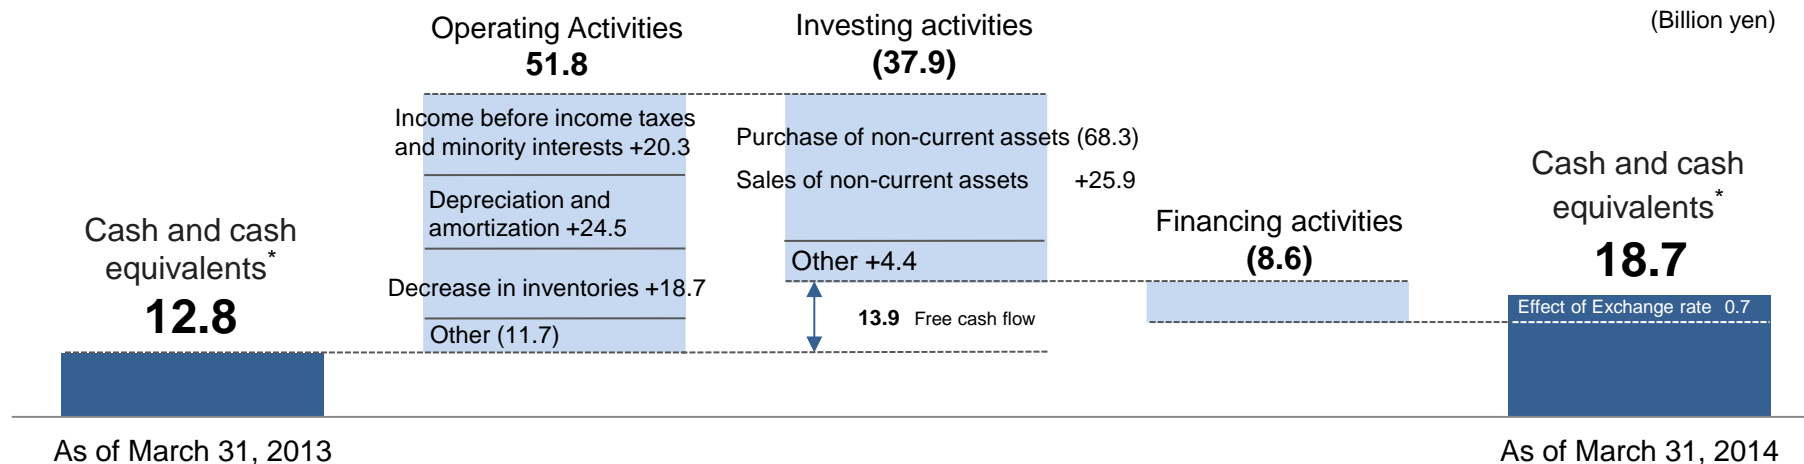 (Billion yen)
Operating Activities
51.8
Investing activities
(37.9)
Income before income taxes
and minority interests +20.3
Depreciation and
amortization +24.5
Decrease in inventories +18.7
Other (11.7)
Purchase of non-current assets (68.3)
Sales of non-current assets +25.9
Other +4.4
13.9 Free cash flow
Financing activities
(8.6)
Cash and cash
equivalents*
12.8
Cash and cash
equivalents*
18.7
Effect of Exchange rate 0.7
As of March 31, 2013
As of March 31, 2014